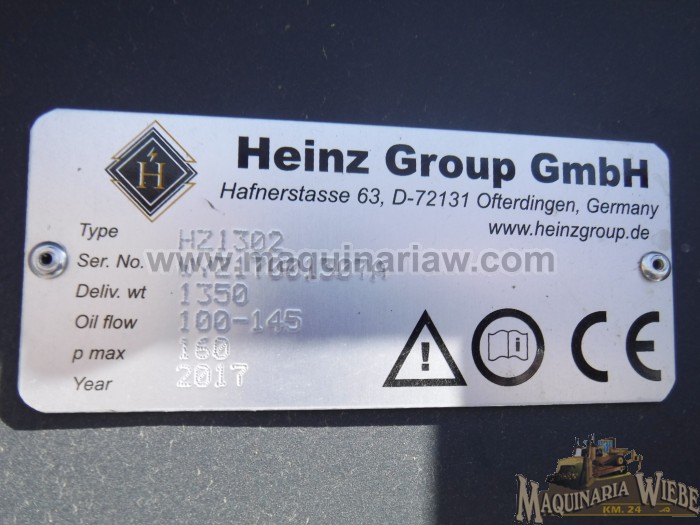 H
Heinz Group GmbH
Hafnerstasse 63, D-72131 Ofterdingen, Germany
www.heinzgroup.de
Type HZ1302
www.maquinariaw.com
Ser. No.
Deliv. wt 1350
Oil flow 100-145
p max 160
Year 2017
CE
MAQUINARIA WIEBE
KM. 24